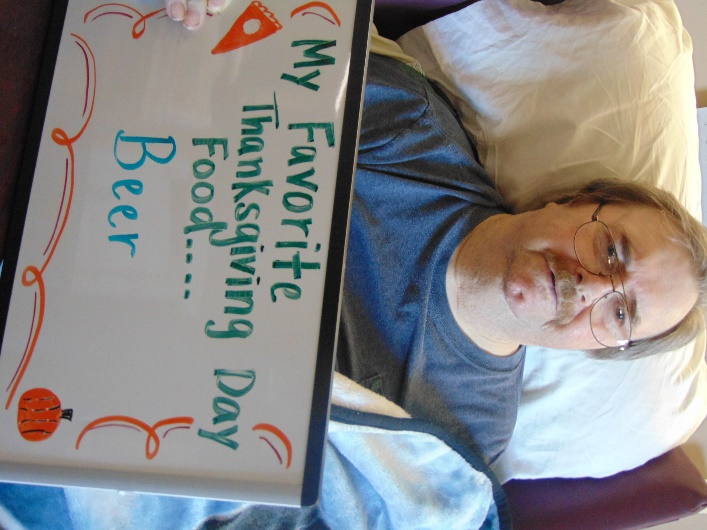 My Favorite
Thanksgiving Day
Food.....
Beer